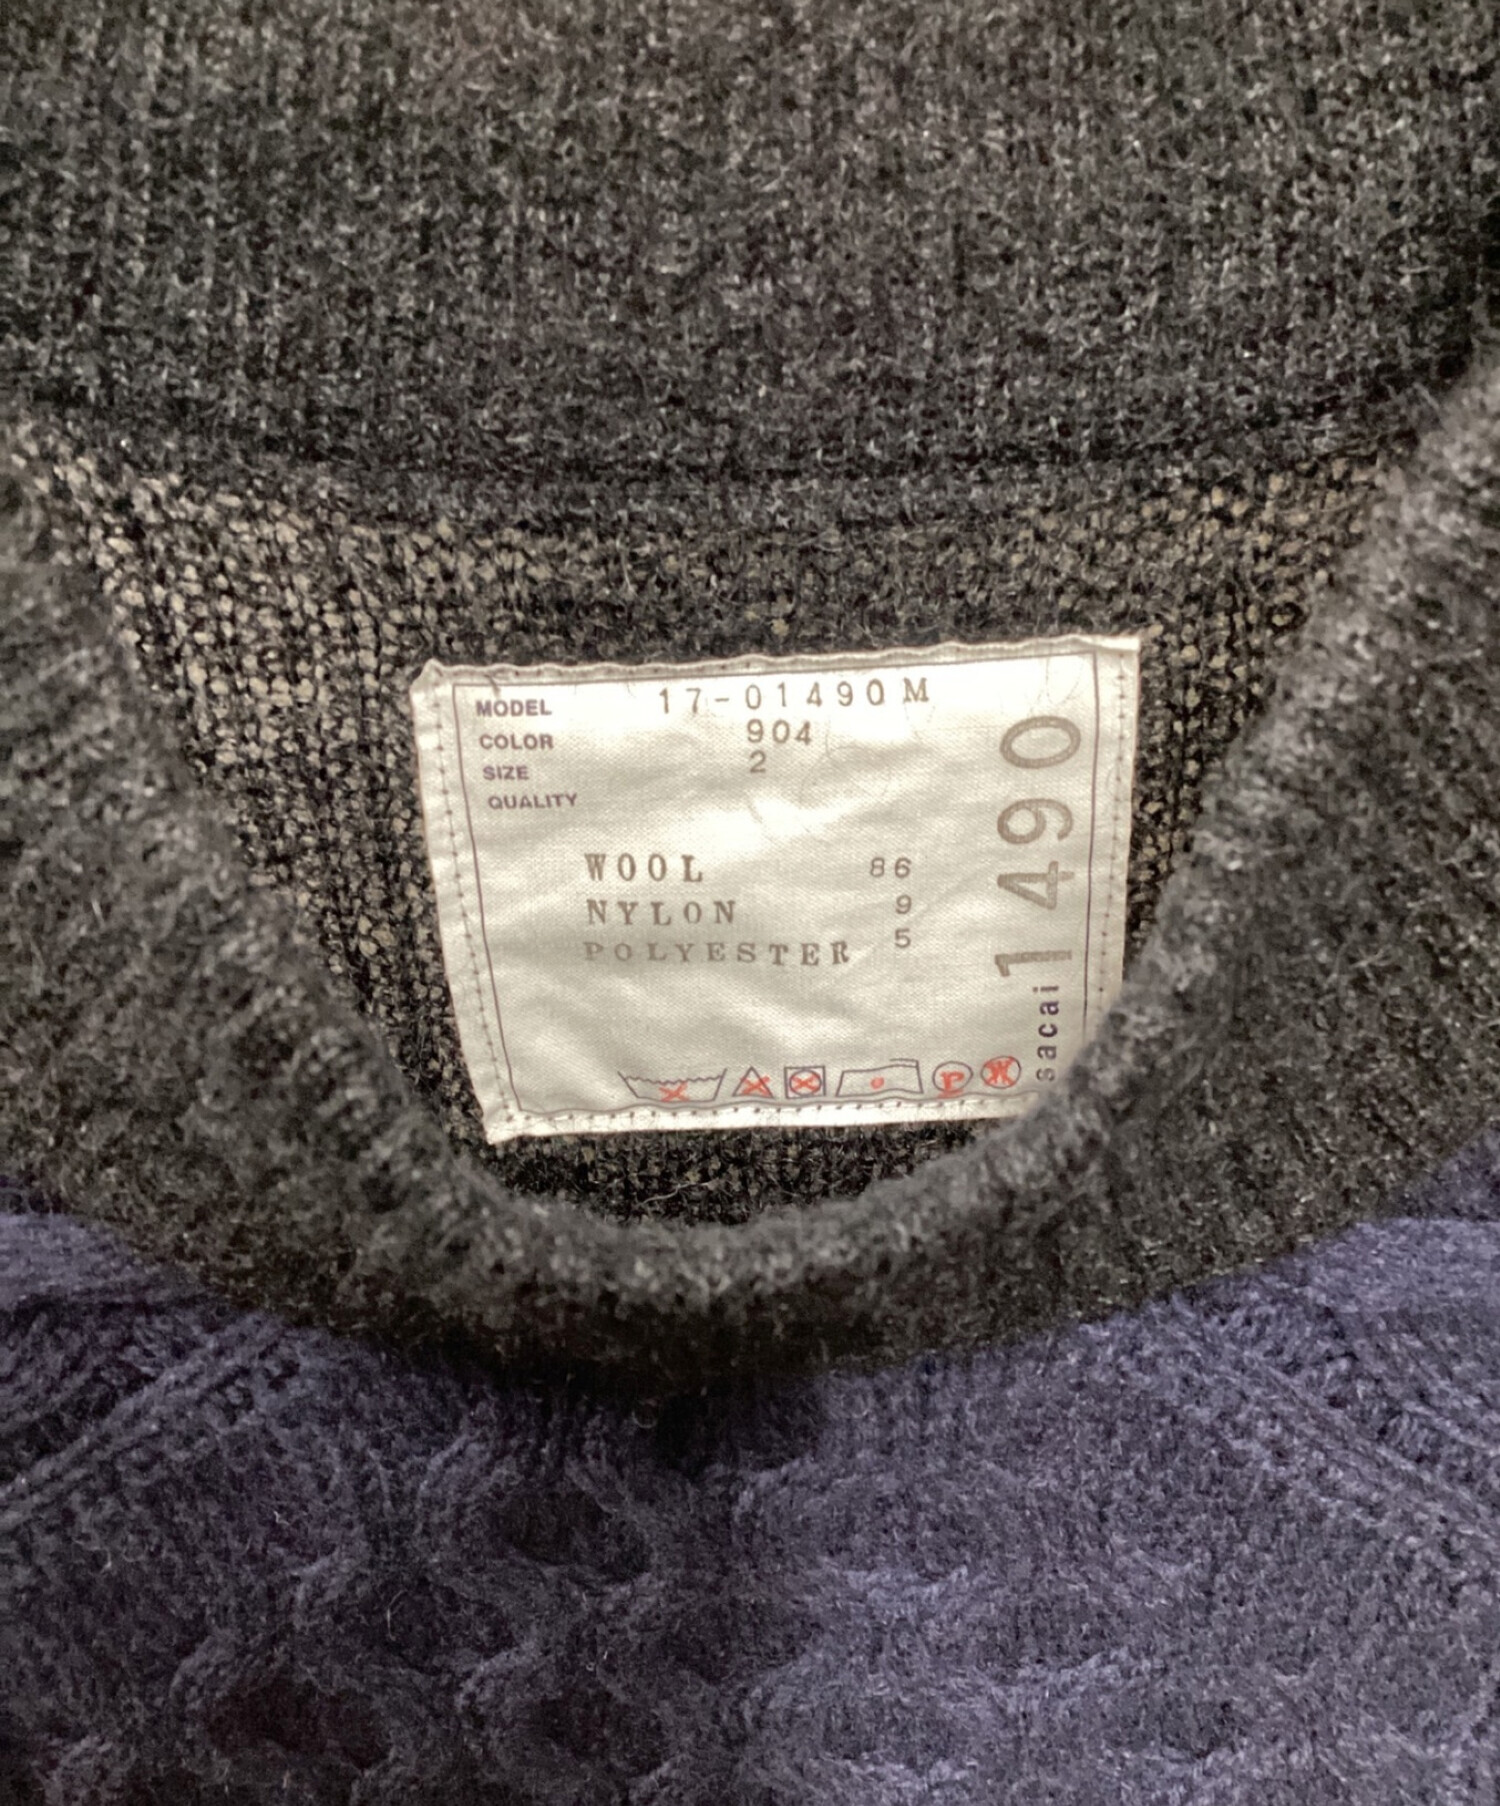 MODEL 17-01490M
COLOR 904
SIZE 2
QUALITY
WOOL 86
NYLON 9
POLYESTER 5
P W
sacai 1490